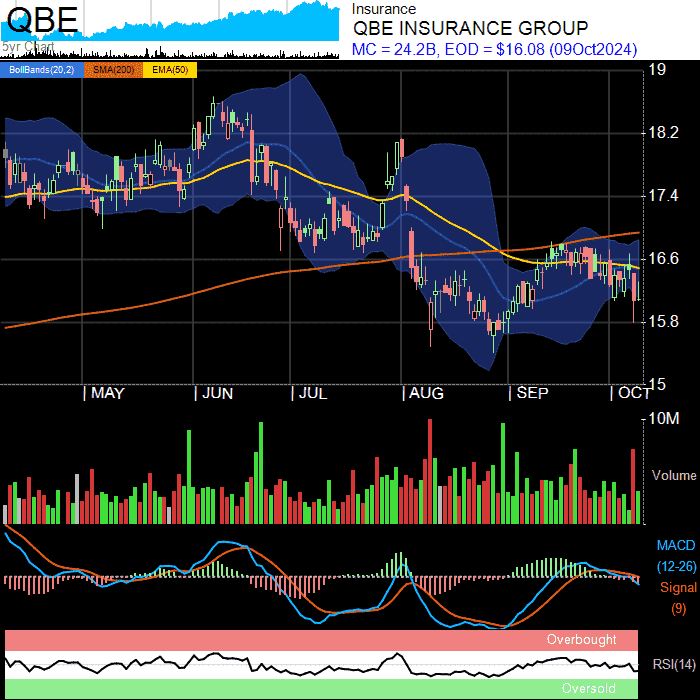 QBE
5yr Chart
Insurance
QBE INSURANCE GROUP
MC = 24.2B, EOD = $16.08 (09Oct2024)
BollBands(20,2) SMA(200) EMA(50)
19
18.2
17.4
16.6
15.8
15
| MAY | JUN | JUL | AUG | SEP | OCT
10M
Volume
MACD
(12-26)
Signal
(9)
Overbought
RSI(14)
Oversold